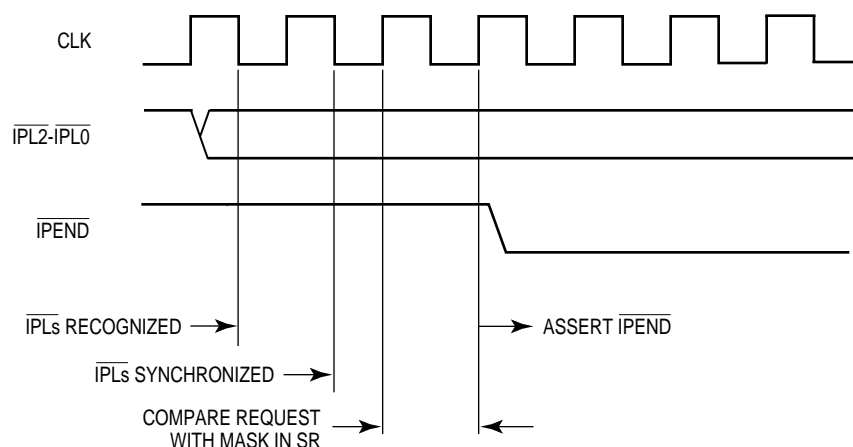 CLK
IPL2-IPL0
IPEND
IPLs RECOGNIZED
ASSERT IPEND
IPLs SYNCHRONIZED
COMPARE REQUEST
WITH MASK IN SR